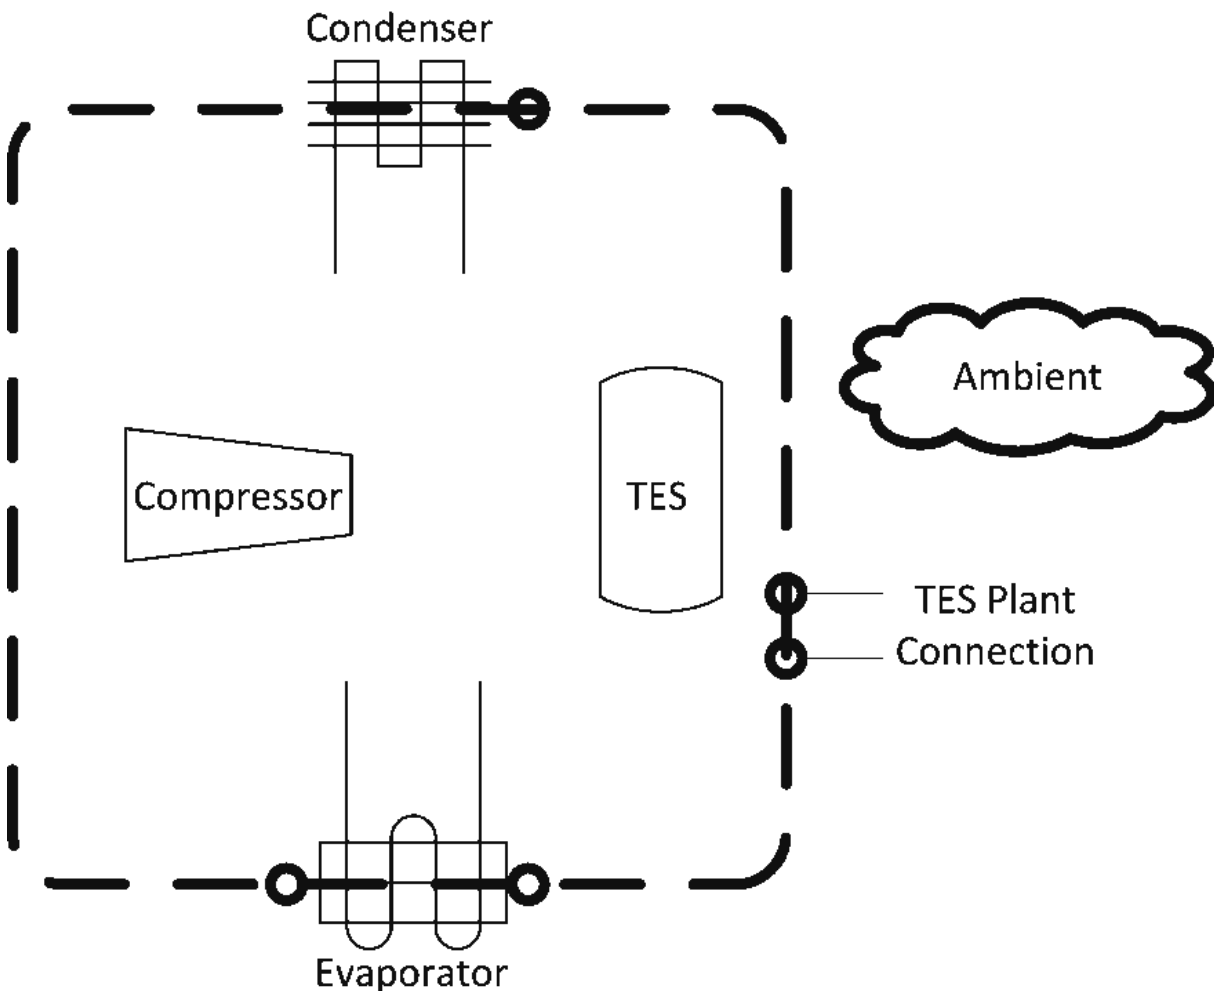 Condenser
Ambient
Compressor
TES
TES Plant
Connection
Evaporator